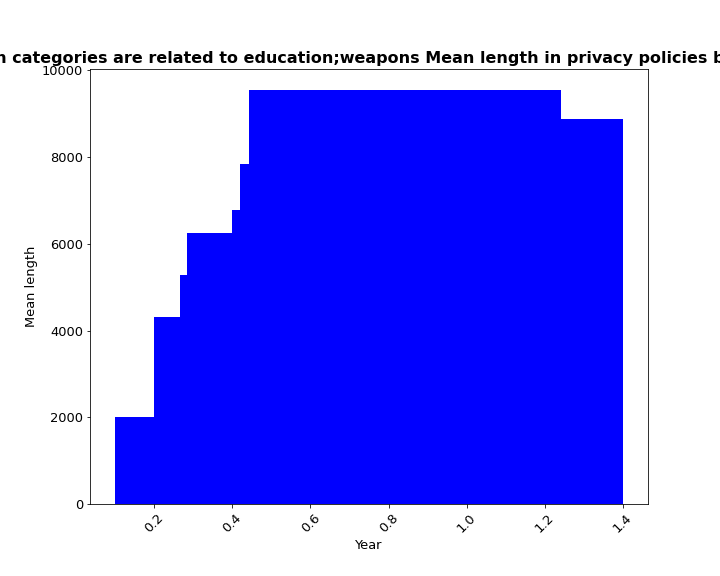 n categories are related to education;weapons Mean length in privacy policies b
10000
8000
6000
4000
2000
0
Mean length
0.2 0.4 0.6 0.8 1.0 1.2 1.4
Year